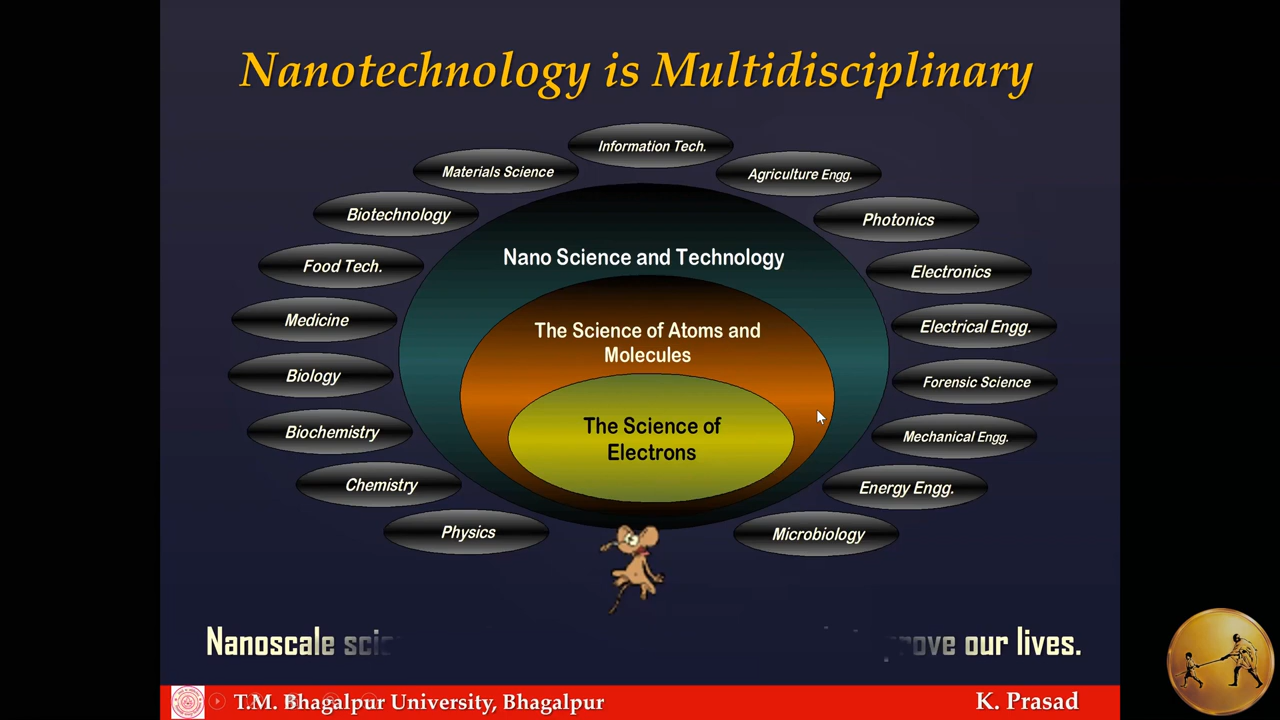 Nanotechnology is Multidisciplinary
Information Tech.
Materials Science
Agriculture Engg.
Biotechnology
Photonics
Nano Science and Technology
Food Tech.
Electronics
Medicine
Electrical Engg.
The Science of Atoms and
Molecules
Biology
Forensic Science
The Science of
Electrons
Biochemistry
Mechanical Engg.
Chemistry
Energy Engg.
Physics
Microbiology
Nanoscale
our lives.
T.M. Bhagalpur University, Bhagalpur
K. Prasad